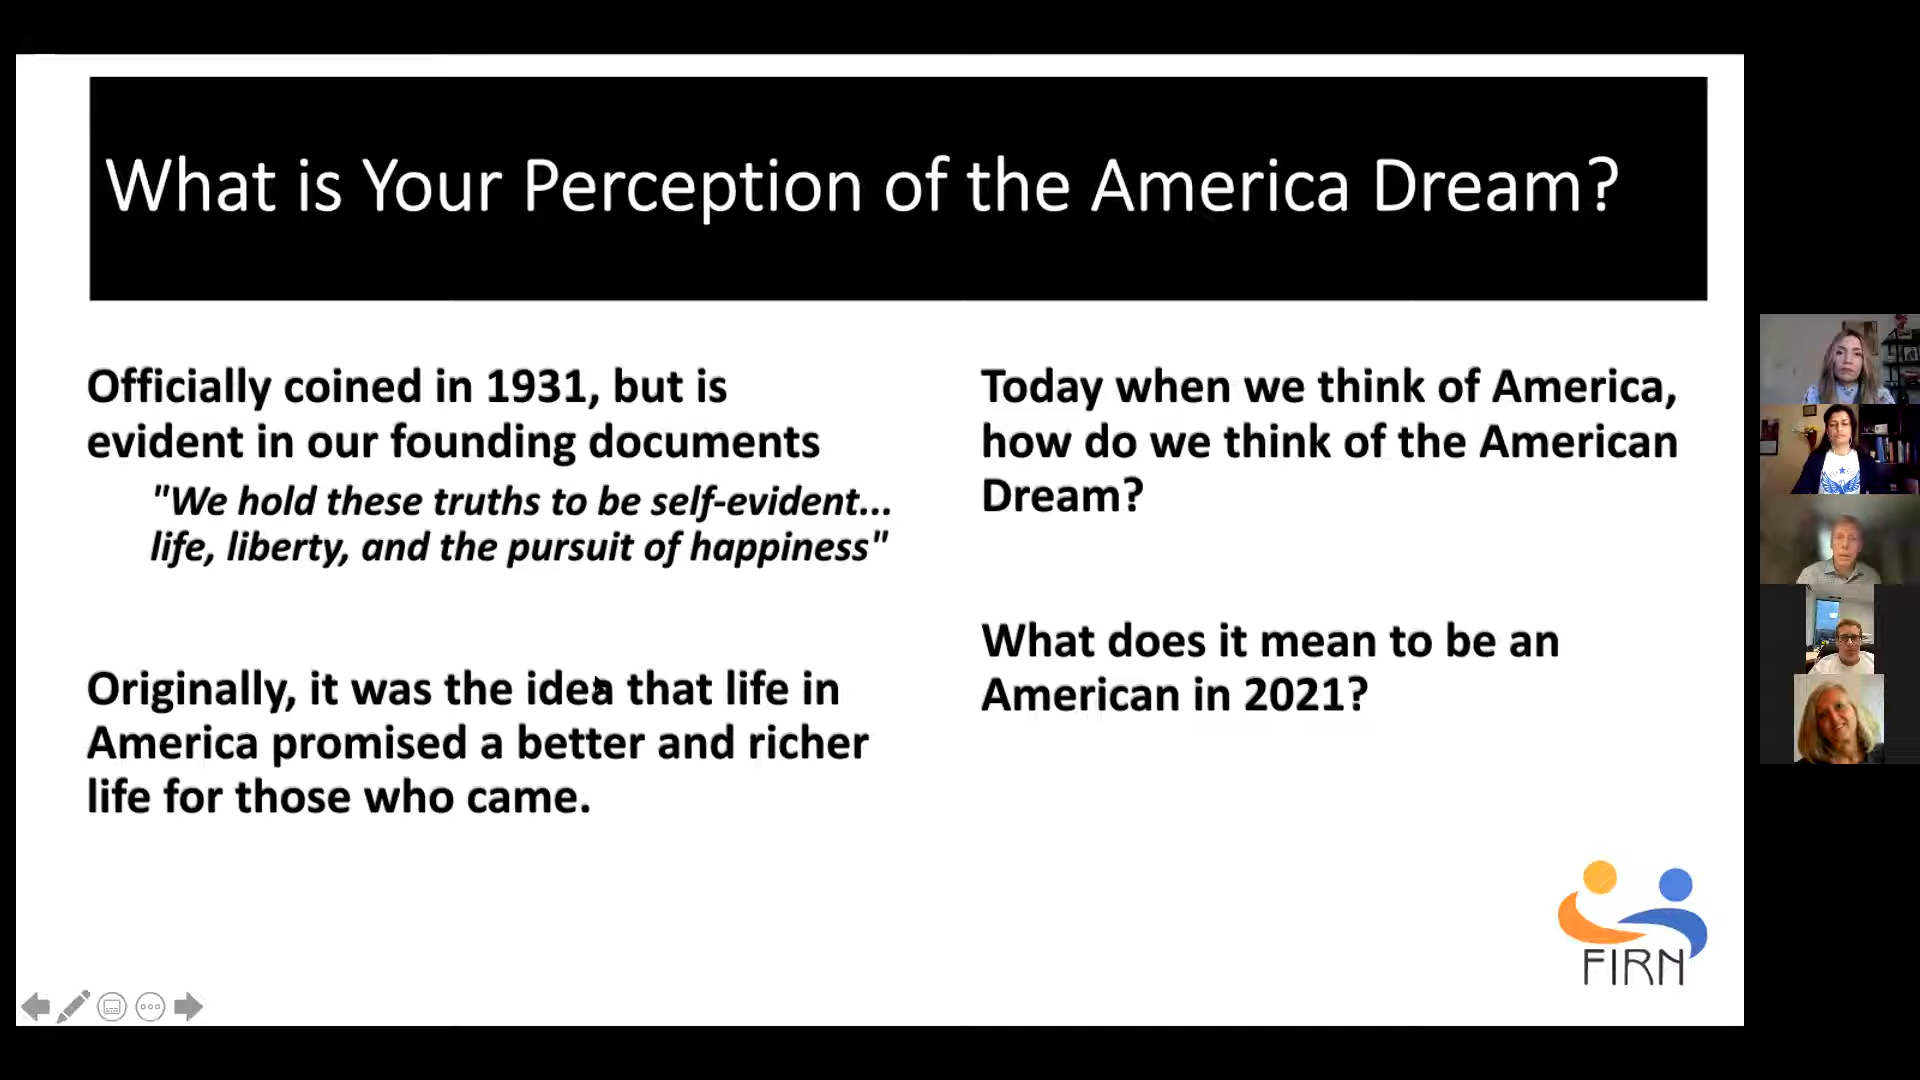 What is Your Perception of the America Dream?
Officially coined in 1931, but is
evident in our founding documents
"We hold these truths to be self-evident...
life, liberty, and the pursuit of happiness"
Originally, it was the idea that life in
America promised a better and richer
life for those who came.
Today when we think of America,
how do we think of the American
Dream?
What does it mean to be an
American in 2021?
FIRN